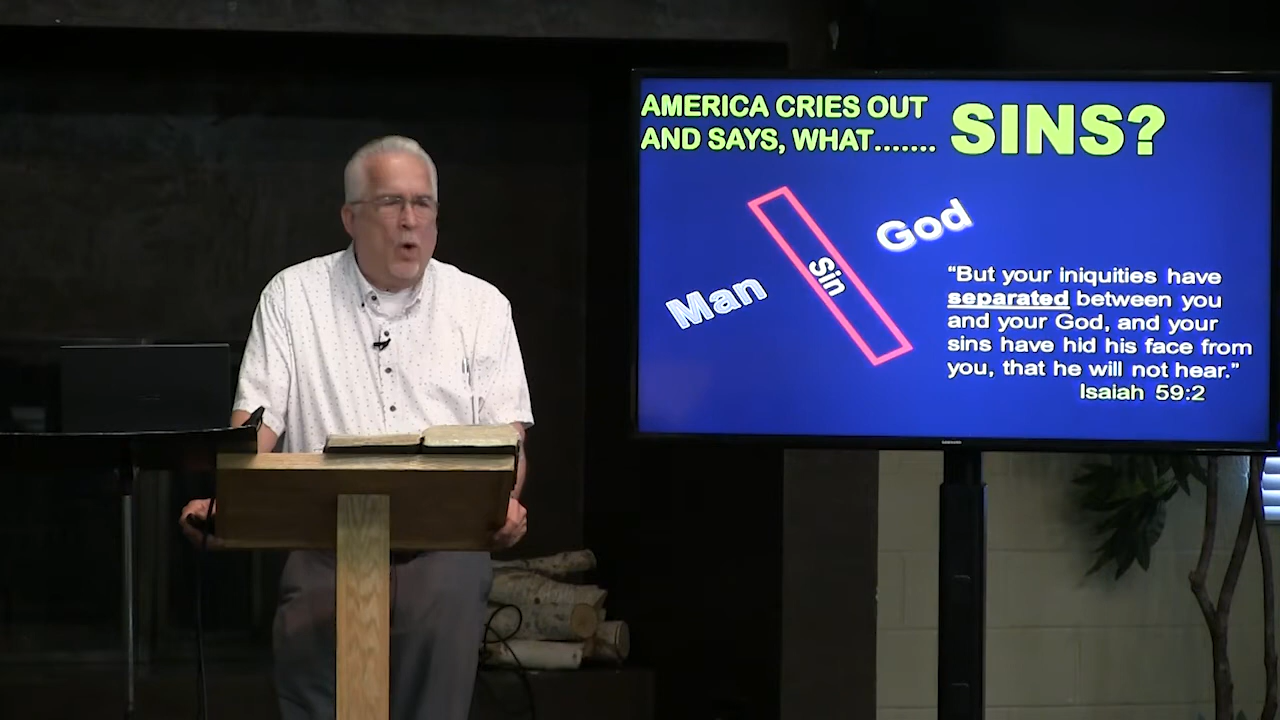 AMERICA CRIES OUT
AND SAYS, WHAT.......
SINS?
God
Sin
Man
“But your iniquities have
separated between you
and your God, and your
sins have hid his face from
you, that he will not hear.”
Isaiah 59:2